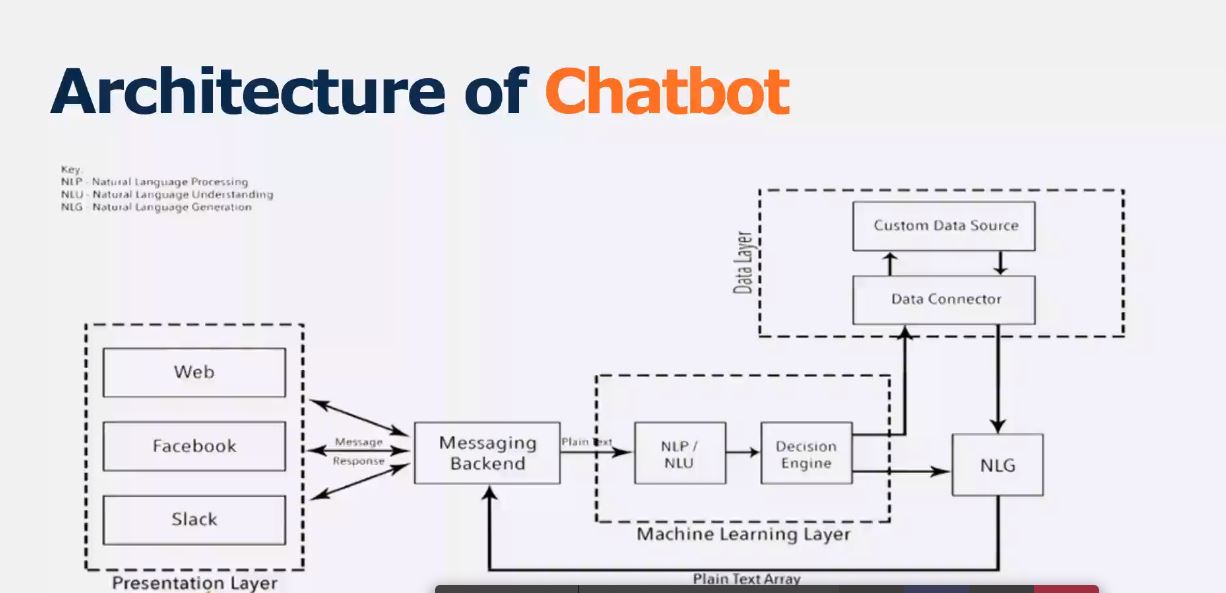 Architecture of Chatbot
Key.
NLP - Natural Language Processing
NLU - Natural Language Understanding
NLG - Natural Language Generation
Data Layer
Custom Data Source
Data Connector
Web
Facebook
Slack
Presentation Layer
Message
Response
Messaging
Backend
Plain Text
NLP /
NLU
Decision
Engine
Machine Learning Layer
NLG
Plain Text Array